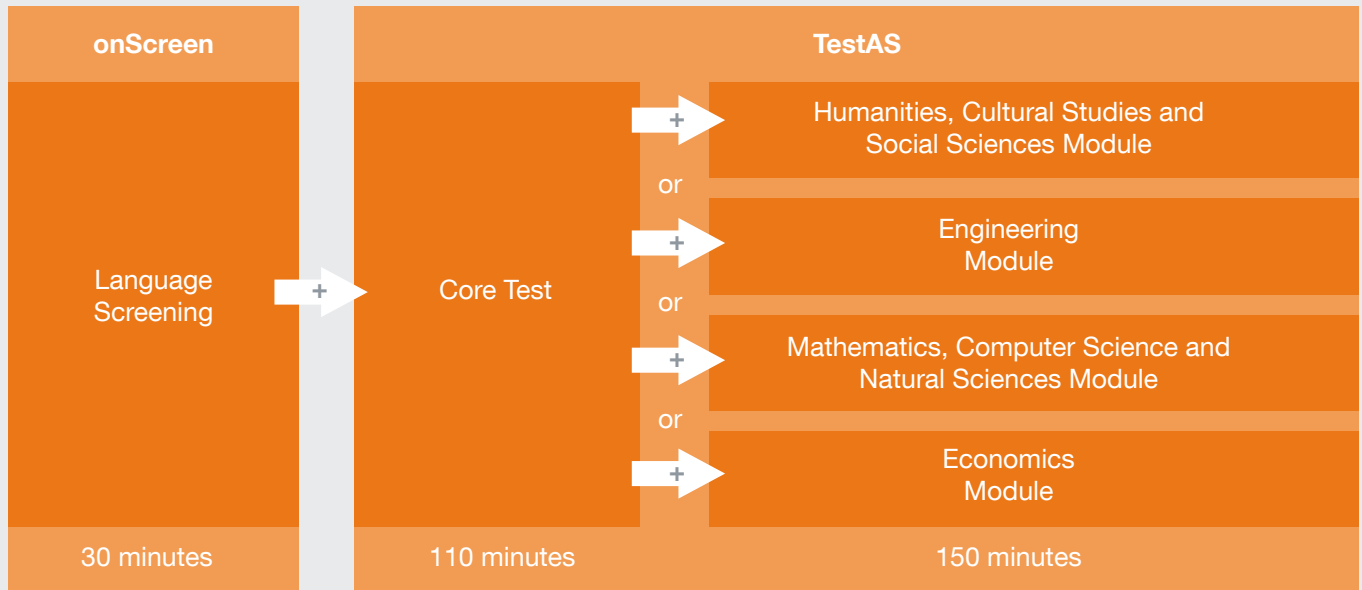 onScreen
TestAS
Language
Screening
+
Core Test
+
Humanities, Cultural Studies and
Social Sciences Module
or
+
Engineering
Module
or
+
Mathematics, Computer Science and
Natural Sciences Module
or
+
Economics
Module
30 minutes
110 minutes
150 minutes